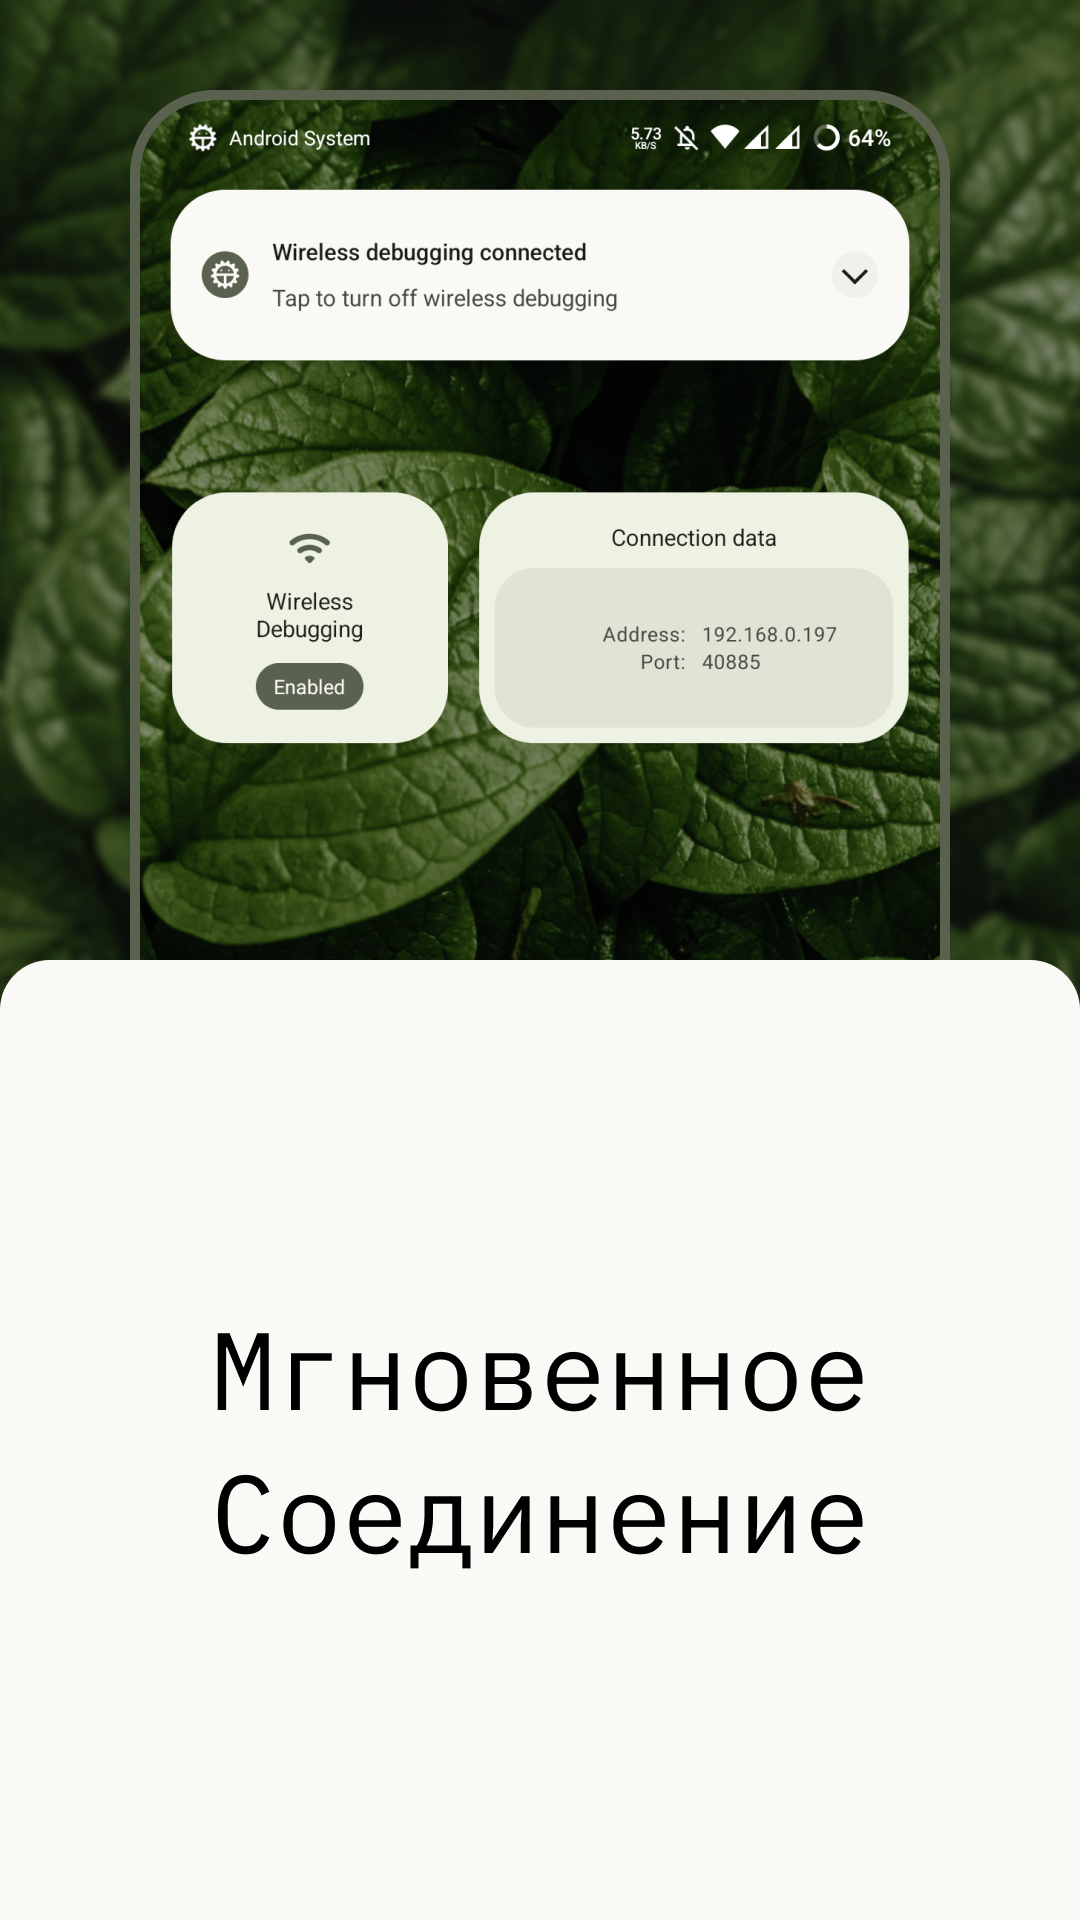 Android System
5.73
KB/S
64%
Wireless debugging connected
Tap to turn off wireless debugging
Wireless
Debugging
Enabled
Connection data
Address: 192.168.0.197
Port: 40885
Мгновенное
Соединение